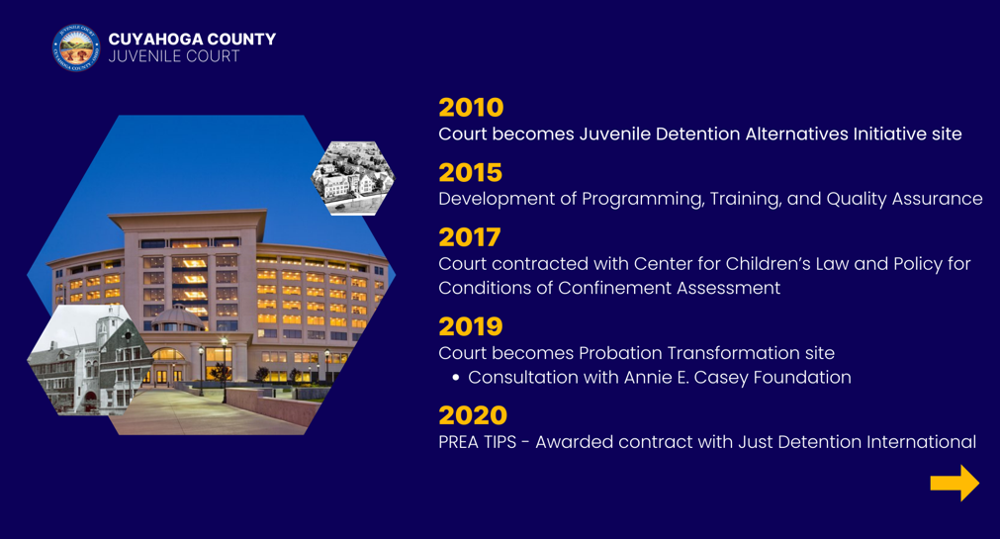 CUYAHOGA COUNTY
JUVENILE COURT
2010
Court becomes Juvenile Detention Alternatives Initiative site
2015
Development of Programming, Training, and Quality Assurance
2017
Court contracted with Center for Children's Law and Policy for
Conditions of Confinement Assessment
2019
Court becomes Probation Transformation site
• Consultation with Annie E. Casey Foundation
2020
PREA TIPS - Awarded contract with Just Detention International